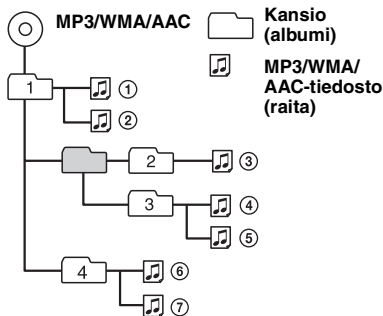 MP3/WMA/AAC
Kansio
(albumi)
MP3/WMA/
AAC-tiedosto
(raita)
1
①
②
2
③
3
④
⑤
4
⑥
⑦